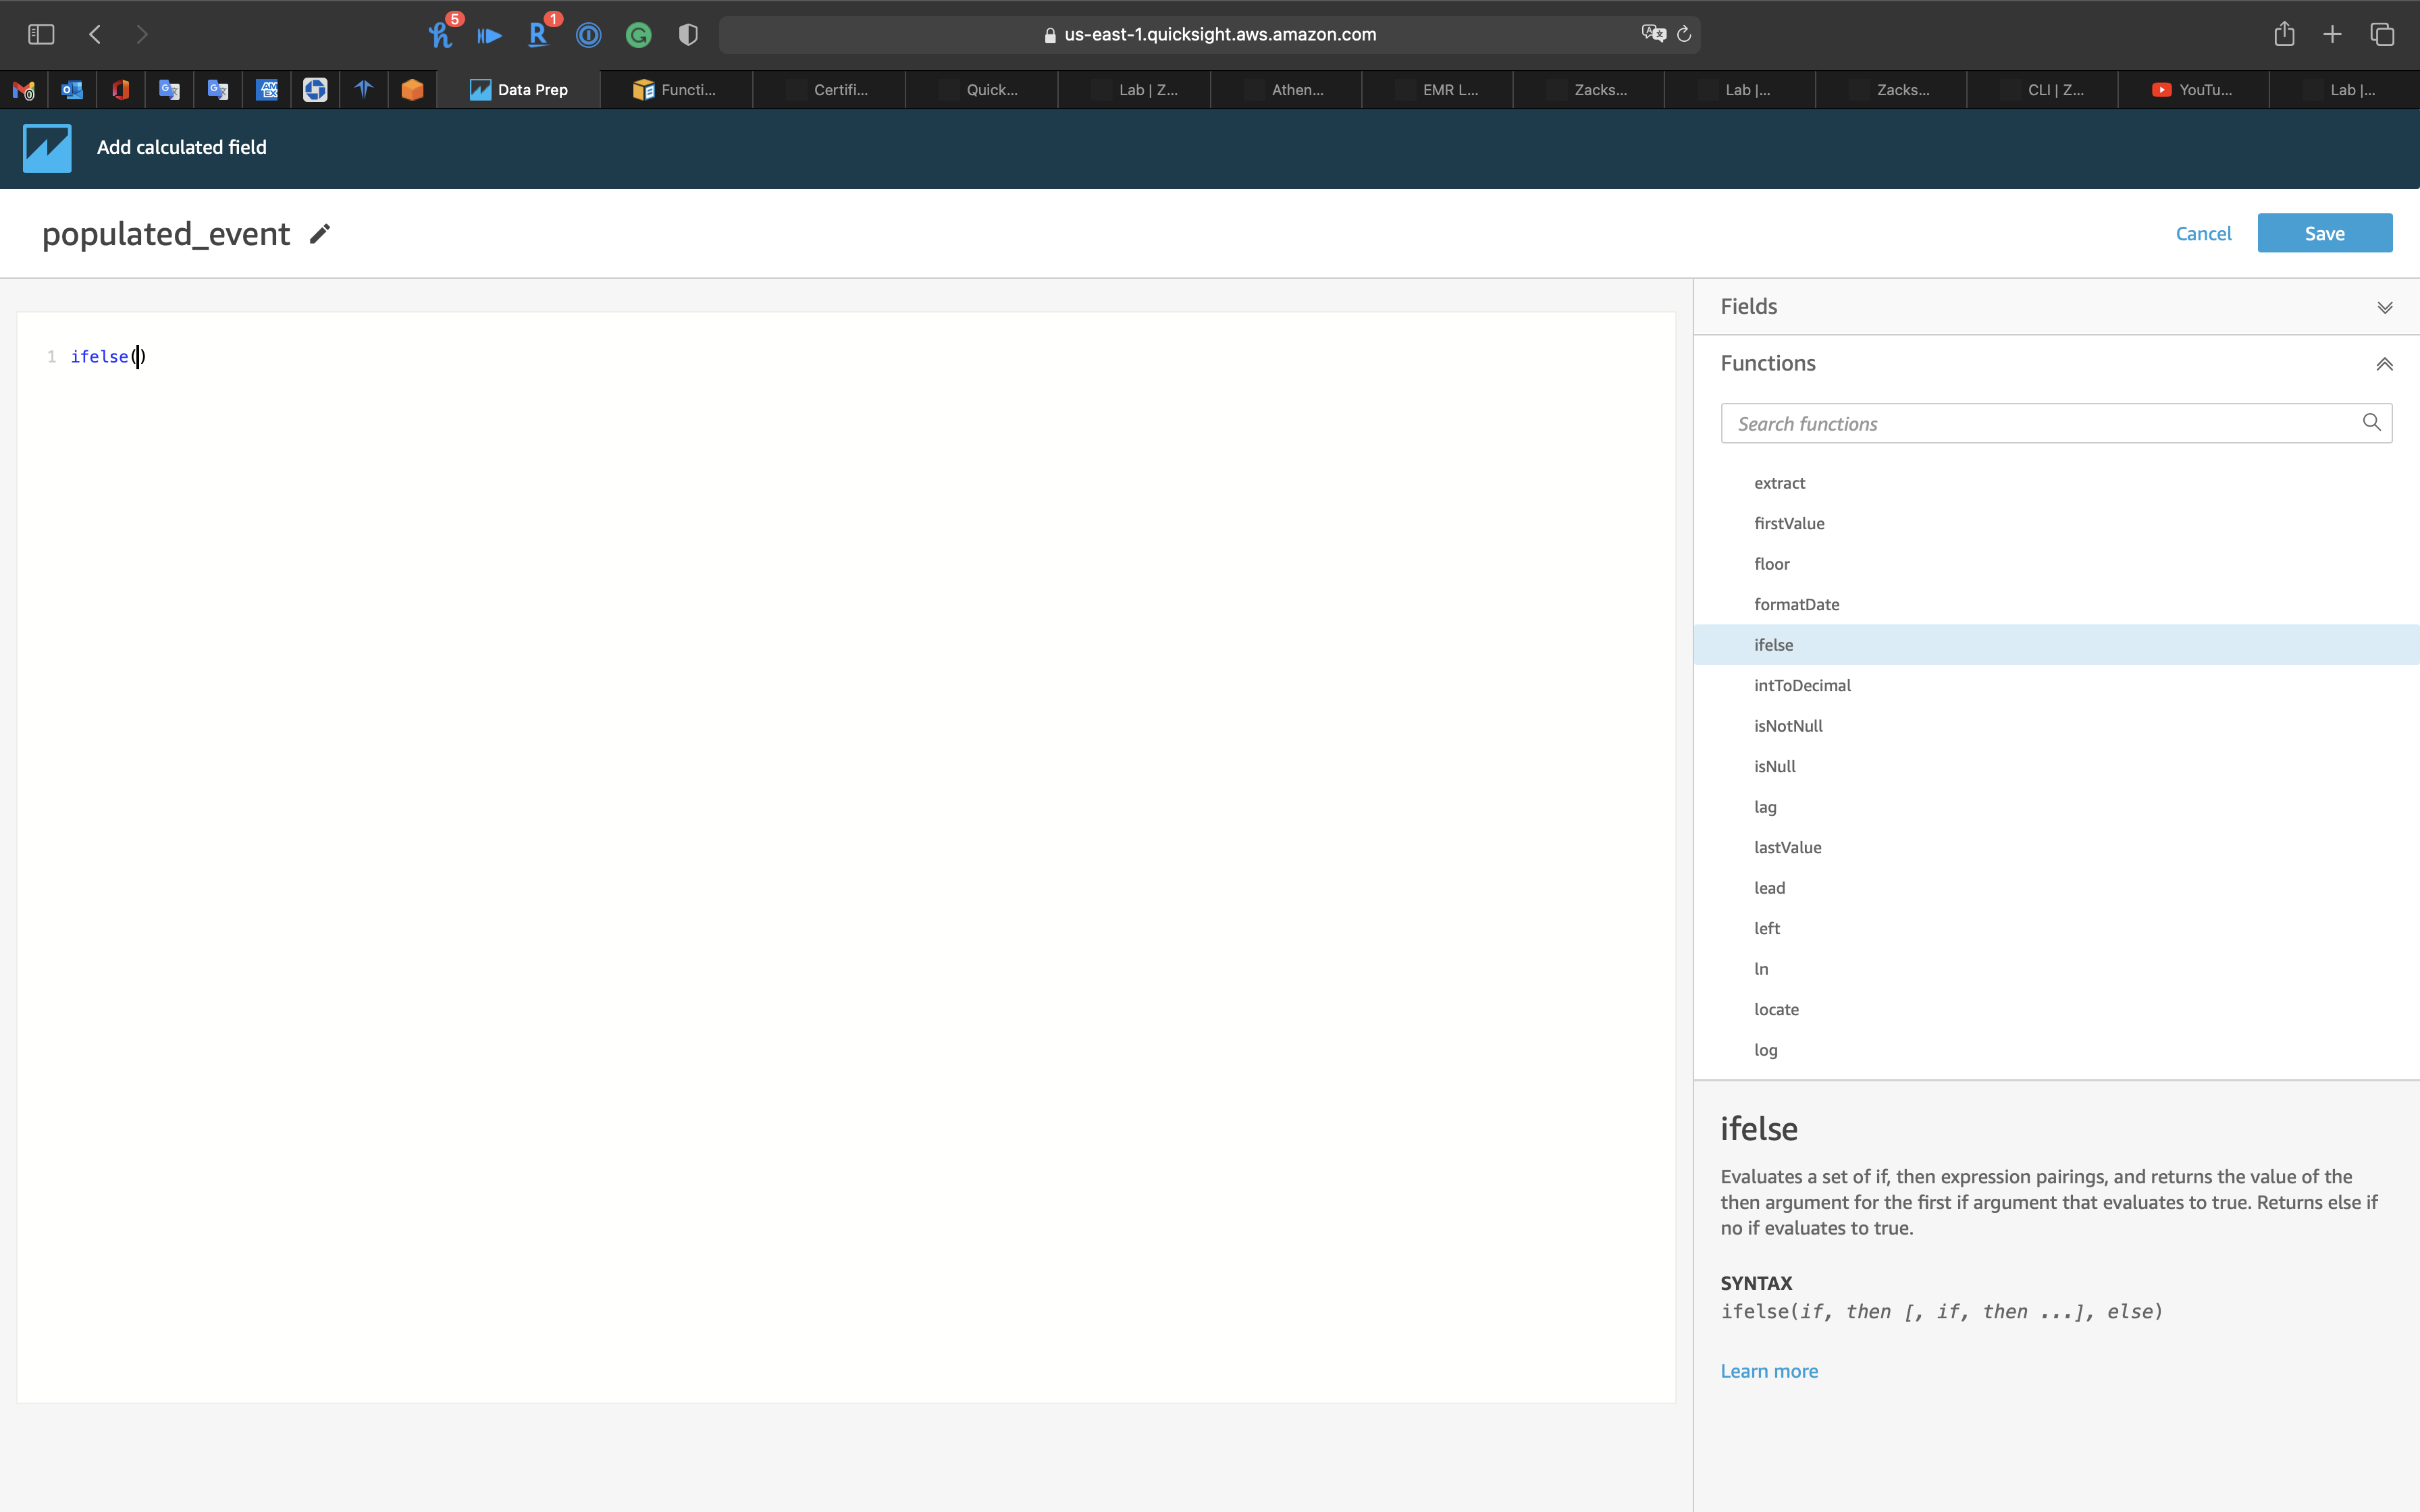 5
1
us-east-1.quicksight.aws.amazon.com
Data Prep
Functi...
Certifi...
Quick...
Lab | Z...
Athen...
EMR L...
Zacks...
Lab |...
Zacks...
CLI | Z...
YouTu...
Lab |...
Add calculated field
populated_event
Cancel
Save
1 ifelse()
Fields
Functions
Search functions
extract
firstValue
floor
formatDate
ifelse
intToDecimal
isNotNull
isNull
lag
lastValue
lead
left
ln
locate
log
ifelse
Evaluates a set of if, then expression pairings, and returns the value of the
then argument for the first if argument that evaluates to true. Returns else if
no if evaluates to true.
SYNTAX
ifelse(if, then [, if, then ...], else)
Learn more